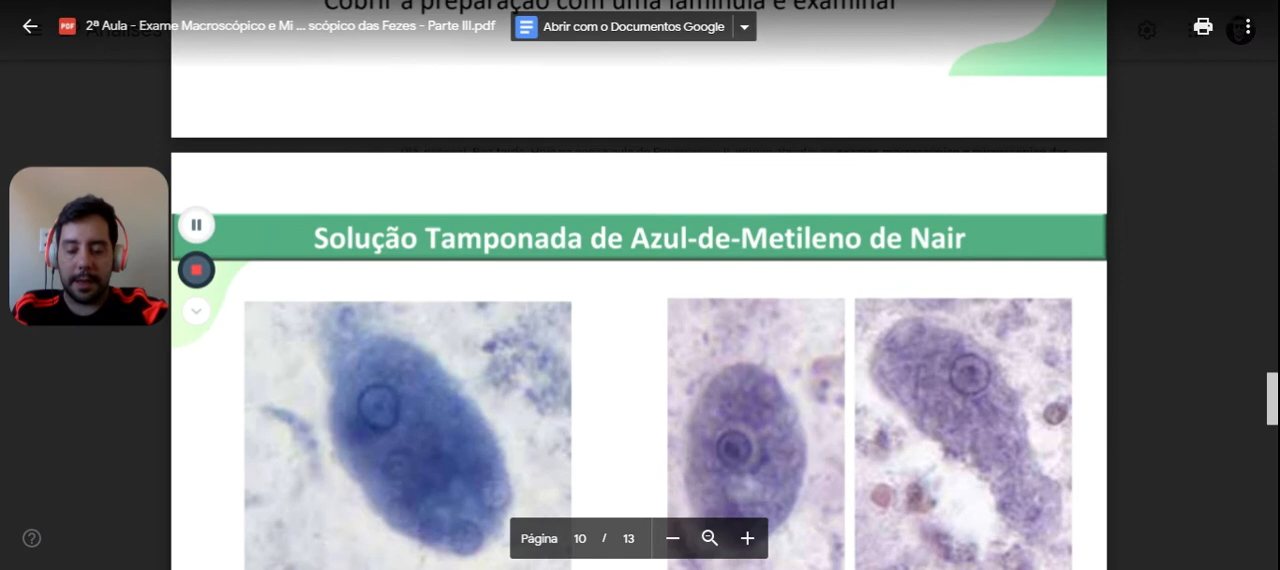 Cobrir a preparação com uma lamínula e examinar
PDF
2ª Aula - Exame Macroscópico e Mi ... scópico das Fezes - Parte III.pdf
Abrir com o Documentos Google
Solução Tamponada de Azul-de-Metileno de Nair
Página 10 / 13